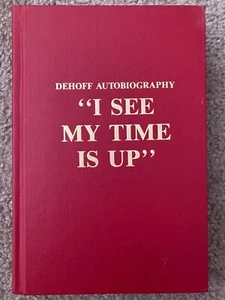 DEHOFF AUTOBIOGRAPHY
“I SEE
MY TIME
IS UP”